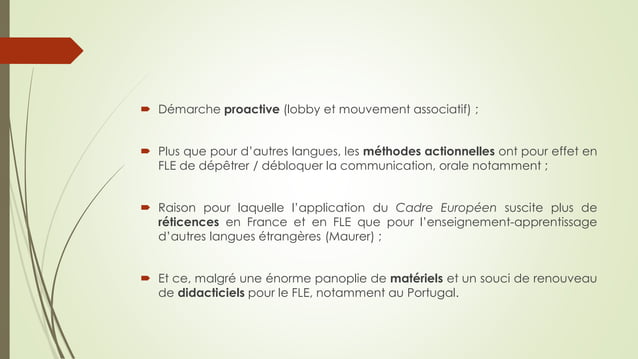 Démarche proactive (lobby et mouvement associatif) ;
Plus que pour d’autres langues, les méthodes actionnelles ont pour effet en
FLE de dépêtrer / débloquer la communication, orale notamment ;
Raison pour laquelle l’application du Cadre Européen suscite plus de
réticences en France et en FLE que pour l’enseignement-apprentissage
d’autres langues étrangères (Maurer) ;
Et ce, malgré une énorme panoplie de matériels et un souci de renouveau
de didacticiels pour le FLE, notamment au Portugal.